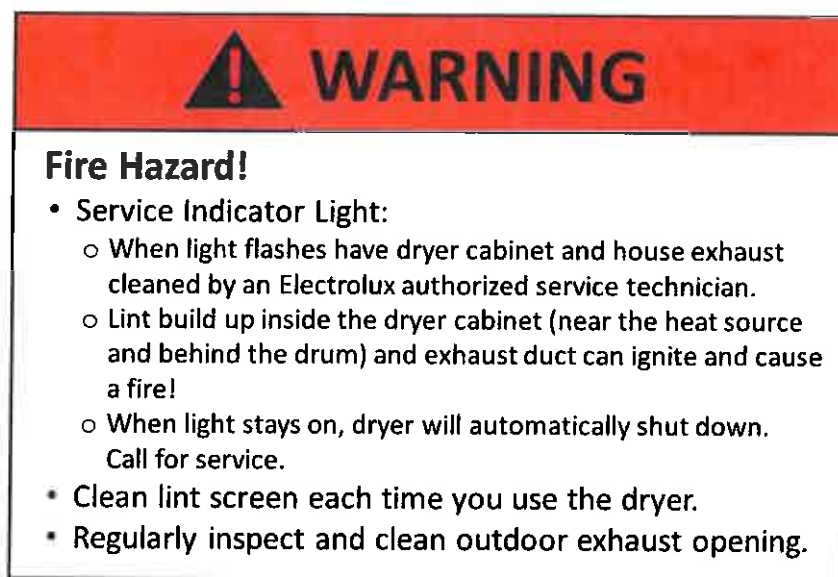 WARNING
Fire Hazard!
• Service Indicator Light:
o When light flashes have dryer cabinet and house exhaust
cleaned by an Electrolux authorized service technician.
o Lint build up inside the dryer cabinet (near the heat source
and behind the drum) and exhaust duct can ignite and cause
a fire!
o When light stays on, dryer will automatically shut down.
Call for service.
• Clean lint screen each time you use the dryer.
• Regularly inspect and clean outdoor exhaust opening.